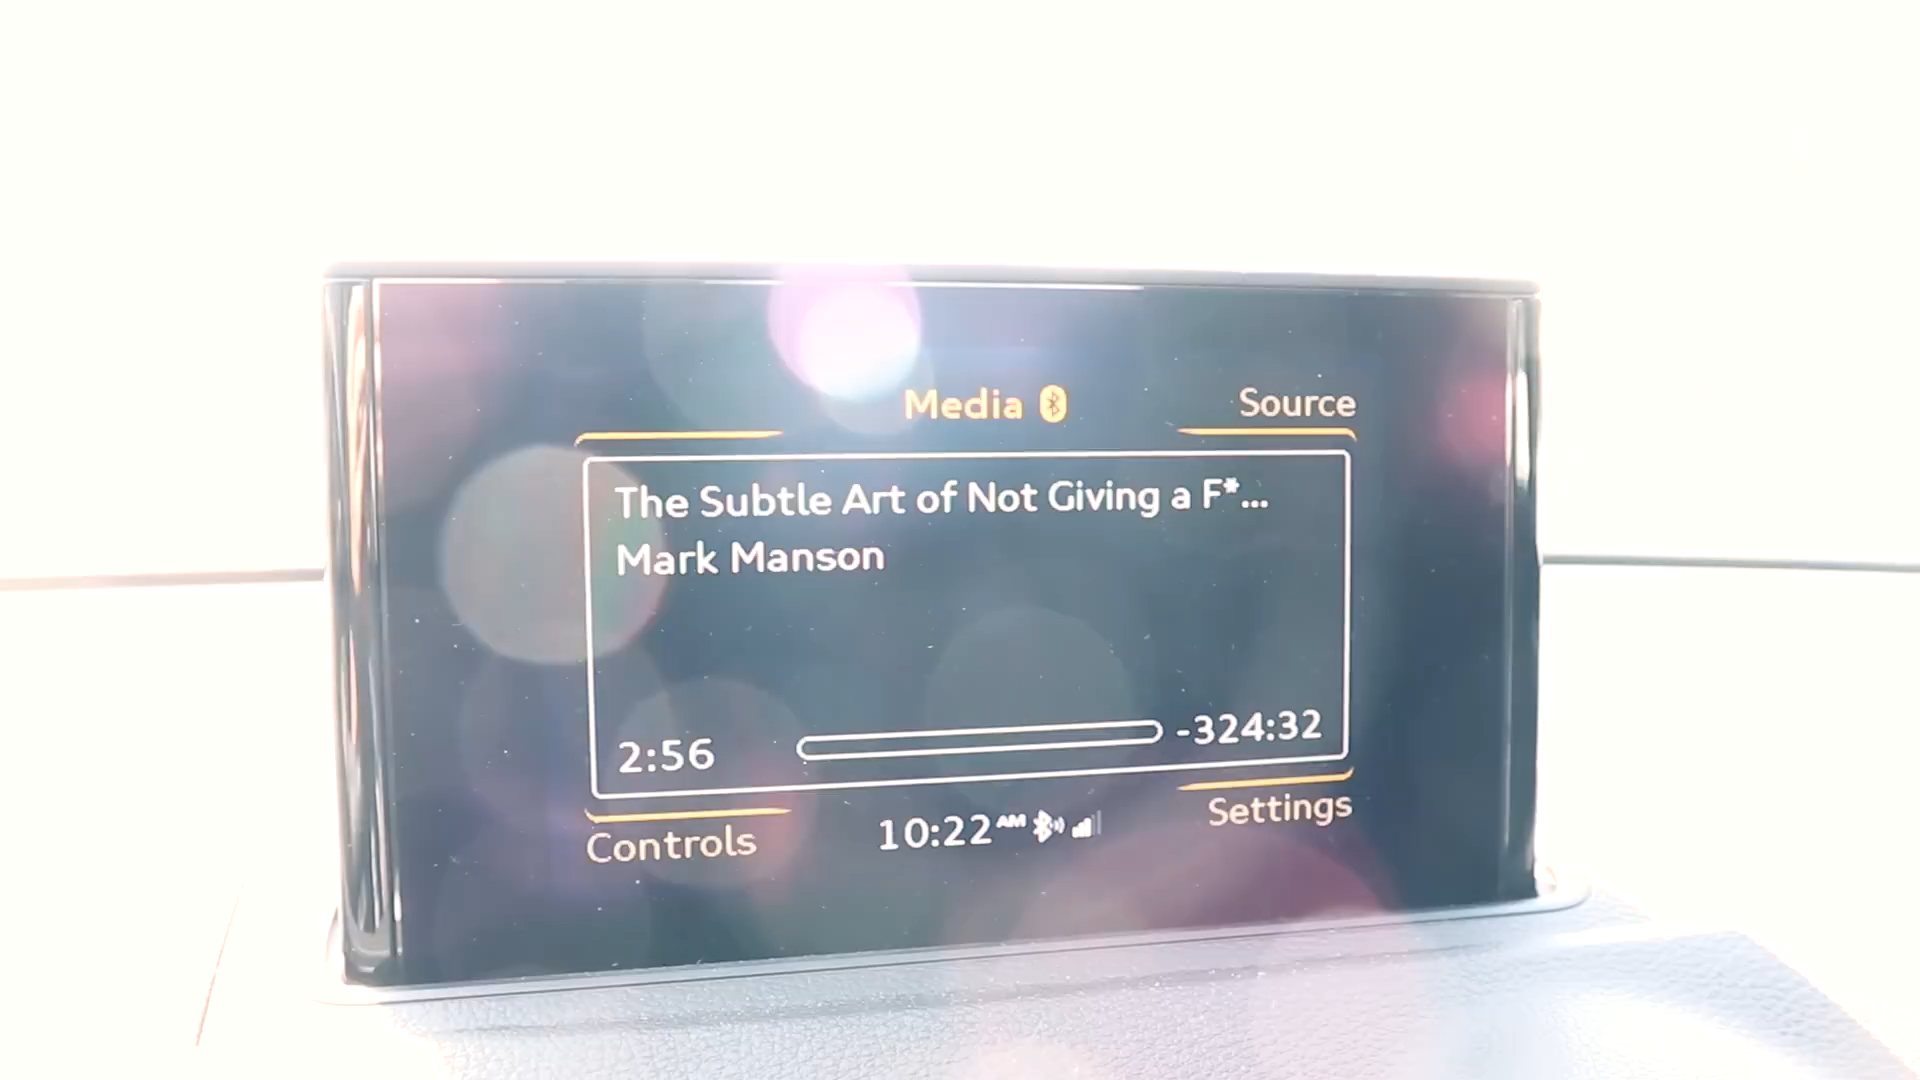 Media
Source
The Subtle Art of Not Giving a F*...
Mark Manson
2:56
-324:32
Controls
10:22 AM
Settings